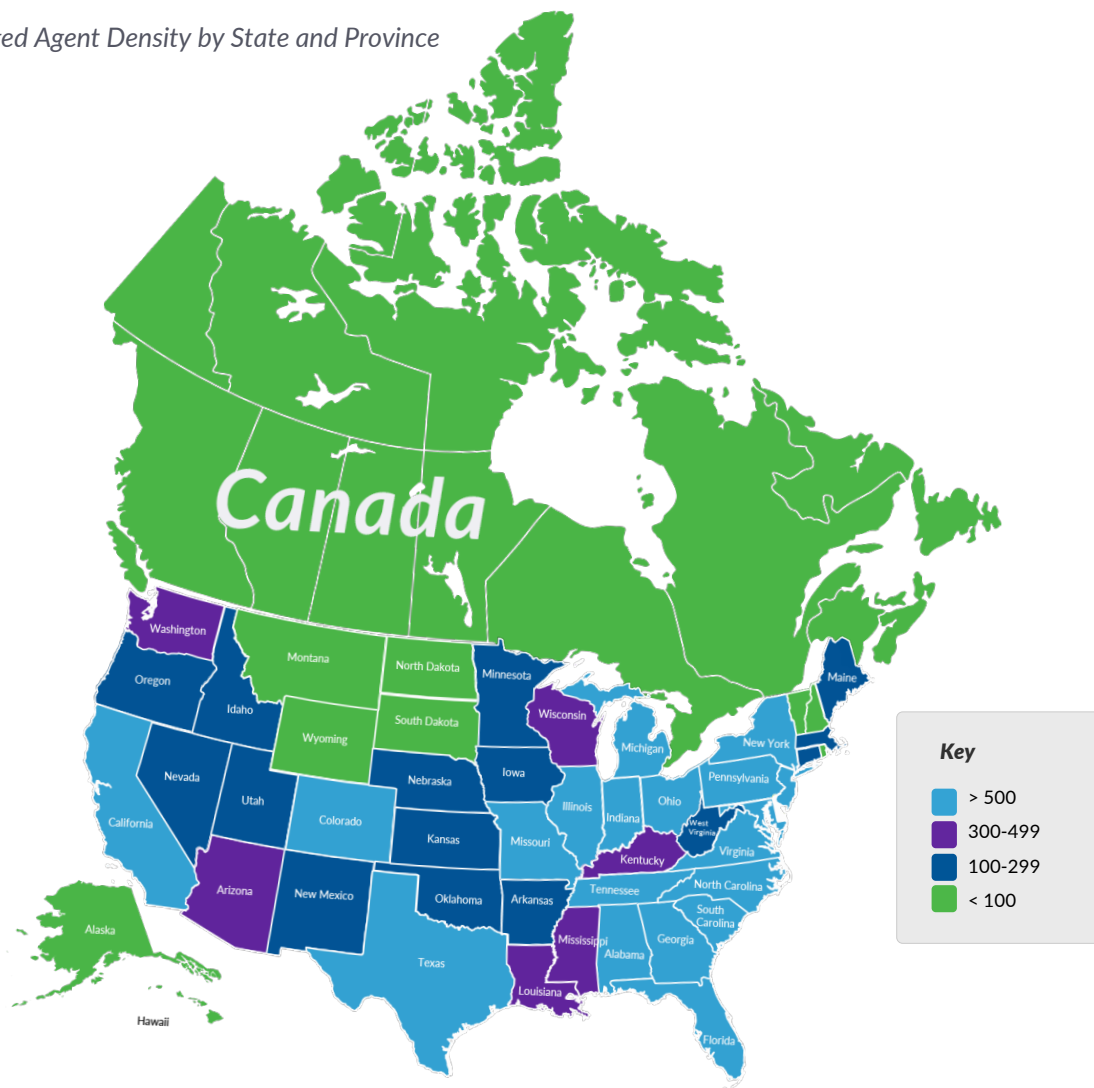 ed Agent Density by State and Province
Canada
Washington
Montana
North Dakota
Minnesota
Oregon
Idaho
South Dakota
Wisconsin
Maine
Wyoming
Michigan
New York
Nevada
Utah
Nebraska
Iowa
Pennsylvania
California
Colorado
Kansas
Missouri
Illinois
Indiana
Ohio
West
Virginia
Virginia
Kentucky
Arizona
New Mexico
Oklahoma
Arkansas
Tennessee
North Carolina
South
Carolina
Mississippi
Alabama
Georgia
Texas
Louisiana
Florida
Alaska
Hawaii
Key
> 500
300-499
100-299
< 100